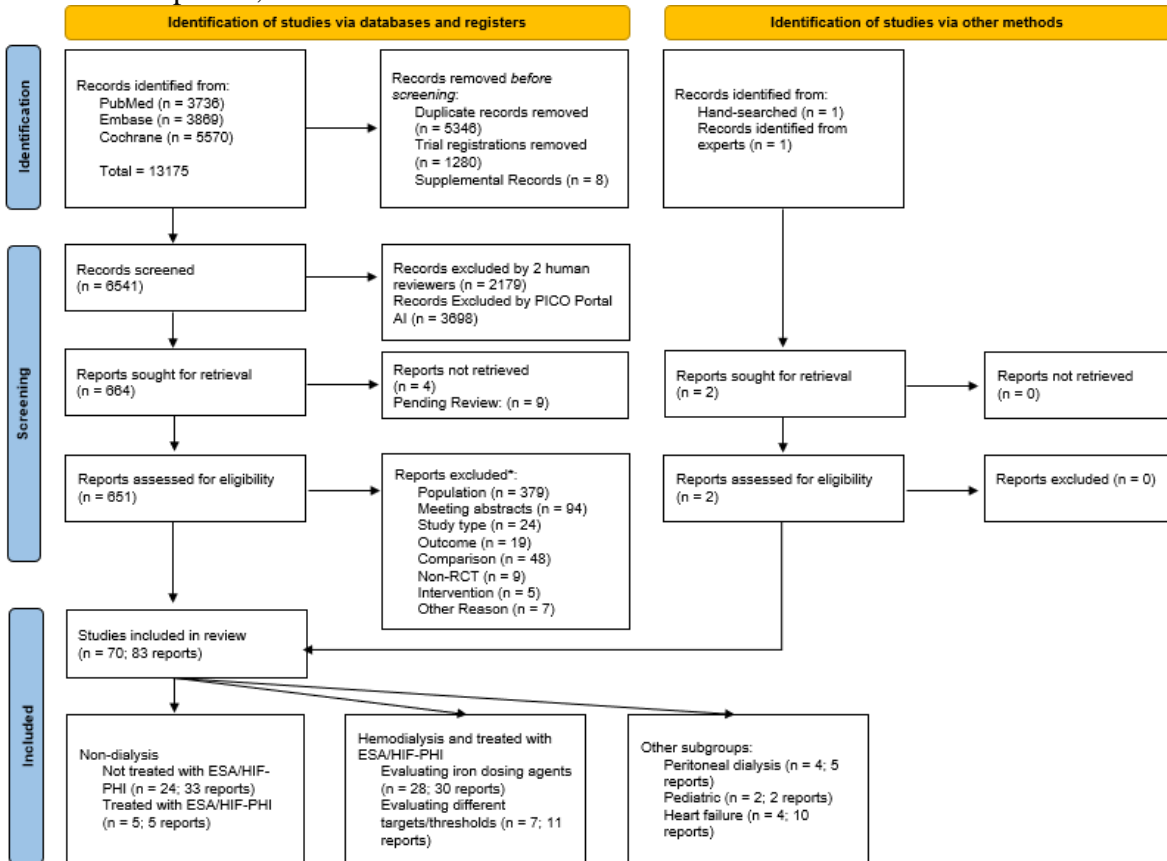 Identification of studies via databases and registers
Identification of studies via other methods
Identification
Records identified from:
PubMed (n = 3736)
Embase (n = 3869)
Cochrane (n = 5570)
Total = 13175
Records removed before
screening:
Duplicate records removed
(n = 5346)
Trial registrations removed
(n = 1280)
Supplemental Records (n = 8)
Records identified from:
Hand-searched (n = 1)
Records identified from
experts (n = 1)
Screening
Records screened
(n = 6541)
Records excluded by 2 human
reviewers (n = 2179)
Records Excluded by PICO Portal
AI (n = 3698)
Reports sought for retrieval
(n = 664)
Reports not retrieved
(n = 4)
Pending Review: (n = 9)
Reports sought for retrieval
(n = 2)
Reports not retrieved
(n = 0)
Reports assessed for eligibility
(n = 651)
Reports excluded*:
Population (n = 379)
Meeting abstracts (n = 94)
Study type (n = 24)
Outcome (n = 19)
Comparison (n = 48)
Non-RCT (n = 9)
Intervention (n = 5)
Other Reason (n = 7)
Reports assessed for eligibility
(n = 2)
Reports excluded (n = 0)
Included
Studies included in review
(n = 70; 83 reports)
Non-dialysis
Not treated with ESA/HIF-
PHI (n = 24; 33 reports)
Treated with ESA/HIF-PHI
(n = 5; 5 reports)
Hemodialysis and treated with
ESA/HIF-PHI
Evaluating iron dosing agents
(n = 28; 30 reports)
Evaluating different
targets/thresholds (n = 7; 11
reports)
Other subgroups:
Peritoneal dialysis (n = 4; 5
reports)
Pediatric (n = 2; 2 reports)
Heart failure (n = 4; 10
reports)